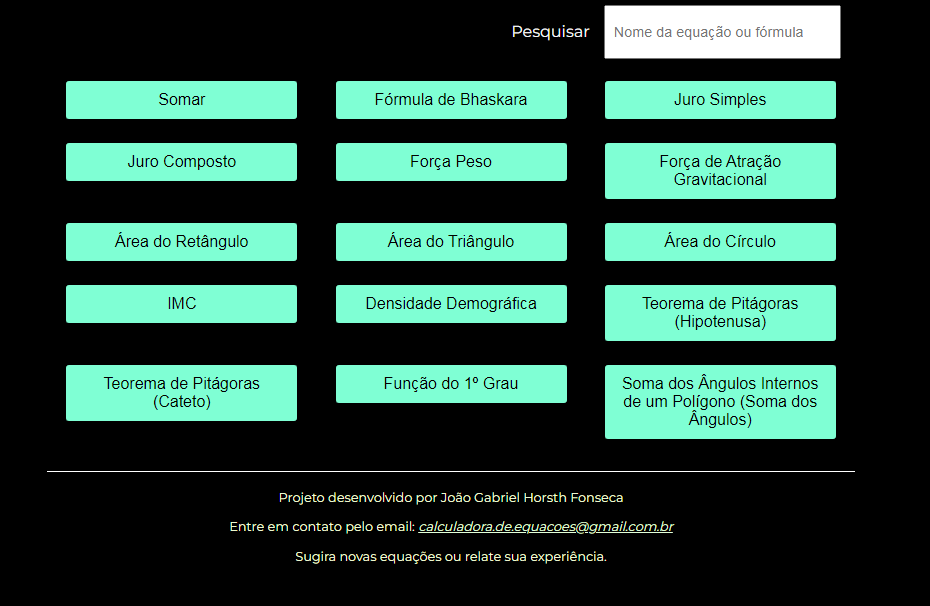 Pesquisar
Nome da equação ou fórmula
Somar
Fórmula de Bhaskara
Juro Simples
Juro Composto
Força Peso
Força de Atração
Gravitacional
Área do Retângulo
Área do Triângulo
Área do Círculo
IMC
Densidade Demográfica
Teorema de Pitágoras
(Hipotenusa)
Teorema de Pitágoras
(Cateto)
Função do 1º Grau
Soma dos Ângulos Internos
de um Polígono (Soma dos
Ângulos)
Projeto desenvolvido por João Gabriel Horsth Fonseca
Entre em contato pelo email: calculadora.de.equacoes@gmail.com.br
Sugira novas equações ou relate sua experiência.